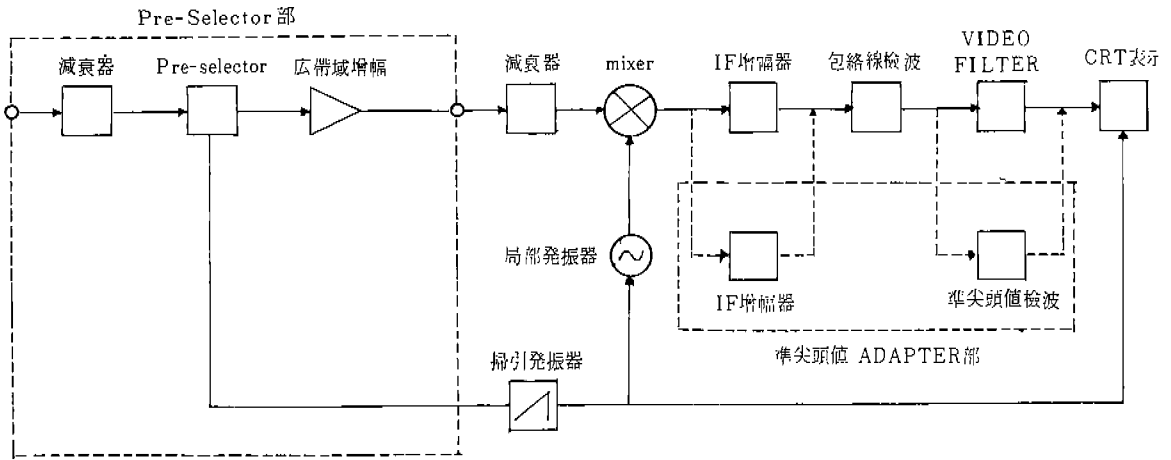 Pre-Selector部
減衰器
Pre-selector
広帯域増幅
減衰器
mixer
IF増幅器
包絡線検波
VIDEO
FILTER
CRT表示
局部発振器
IF増幅器
準尖頭値檢波
準尖頭値 ADAPTER部
掃引発振器